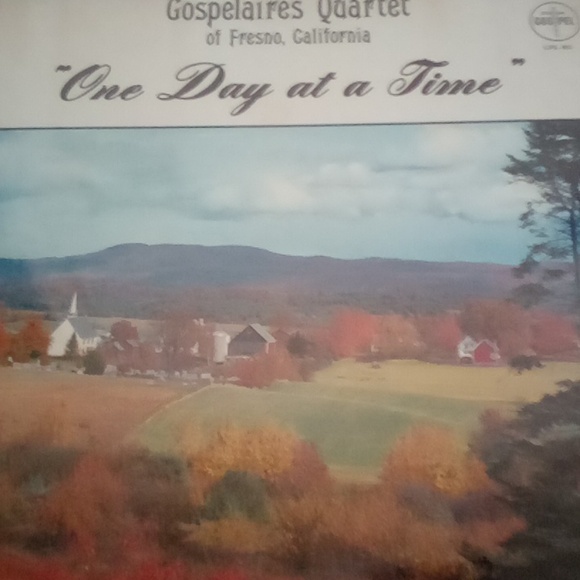 Gospelaires Quartet
of Fresno, California
"One Day at a Time"
GOSPEL